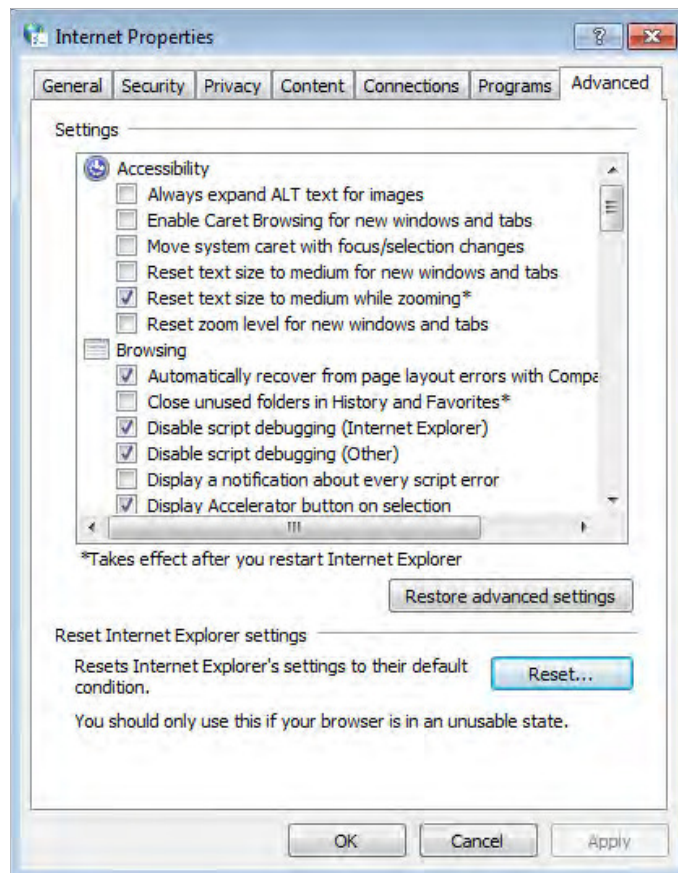 Internet Properties
General Security Privacy Content Connections Programs Advanced
Settings
Accessibility
Always expand ALT text for images
Enable Caret Browsing for new windows and tabs
Move system caret with focus/selection changes
Reset text size to medium for new windows and tabs
Reset text size to medium while zooming*
Reset zoom level for new windows and tabs
Browsing
Automatically recover from page layout errors with Compa
Close unused folders in History and Favorites*
Disable script debugging (Internet Explorer)
Disable script debugging (Other)
Display a notification about every script error
Display Accelerator button on selection
*Takes effect after you restart Internet Explorer
Restore advanced settings
Reset Internet Explorer settings
Resets Internet Explorer's settings to their default
condition.
Reset...
You should only use this if your browser is in an unusable state.
OK Cancel Apply